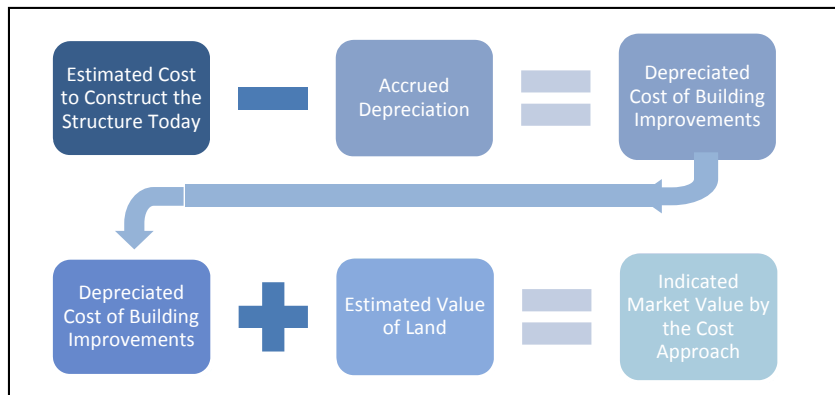 Estimated Cost
to Construct the
Structure Today
Accrued
Depreciation
Depreciated
Cost of Building
Improvements
Depreciated
Cost of Building
Improvements
Estimated Value
of Land
Indicated
Market Value by
the Cost
Approach